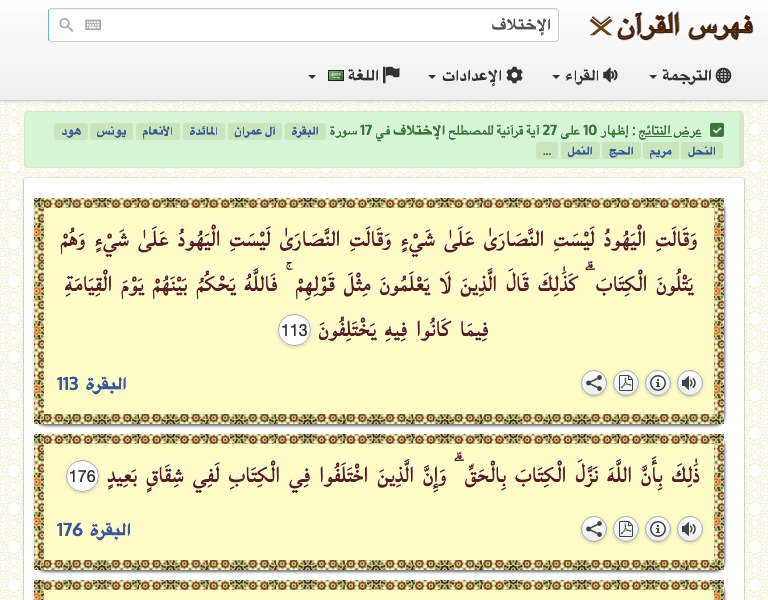 فهرس القرآن
الإختلاف
الترجمة القراء الإعدادات اللغة
عرض النتائج : إظهار 10 على 27 آية قرآنية للمصطلح الإختلاف في 17 سورة البقرة آل عمران المائدة الأنعام يونس هود
النحل مريم الحج النمل ...
وَقَالَتِ الْيَهُودُ لَيْسَتِ النَّصَارَىٰ عَلَىٰ شَيْءٍ وَقَالَتِ النَّصَارَىٰ لَيْسَتِ الْيَهُودُ عَلَىٰ شَيْءٍ وَهُمْ
يَتْلُونَ الْكِتَابَ ۗ كَذَٰلِكَ قَالَ الَّذِينَ لَا يَعْلَمُونَ مِثْلَ قَوْلِهِمْ ۚ فَاللَّهُ يَحْكُمُ بَيْنَهُمْ يَوْمَ الْقِيَامَةِ
فِيمَا كَانُوا فِيهِ يَخْتَلِفُونَ 113
البقرة 113
ذَٰلِكَ بِأَنَّ اللَّهَ نَزَّلَ الْكِتَابَ بِالْحَقِّ ۗ وَإِنَّ الَّذِينَ اخْتَلَفُوا فِي الْكِتَابِ لَفِي شِقَاقٍ بَعِيدٍ 176
البقرة 176